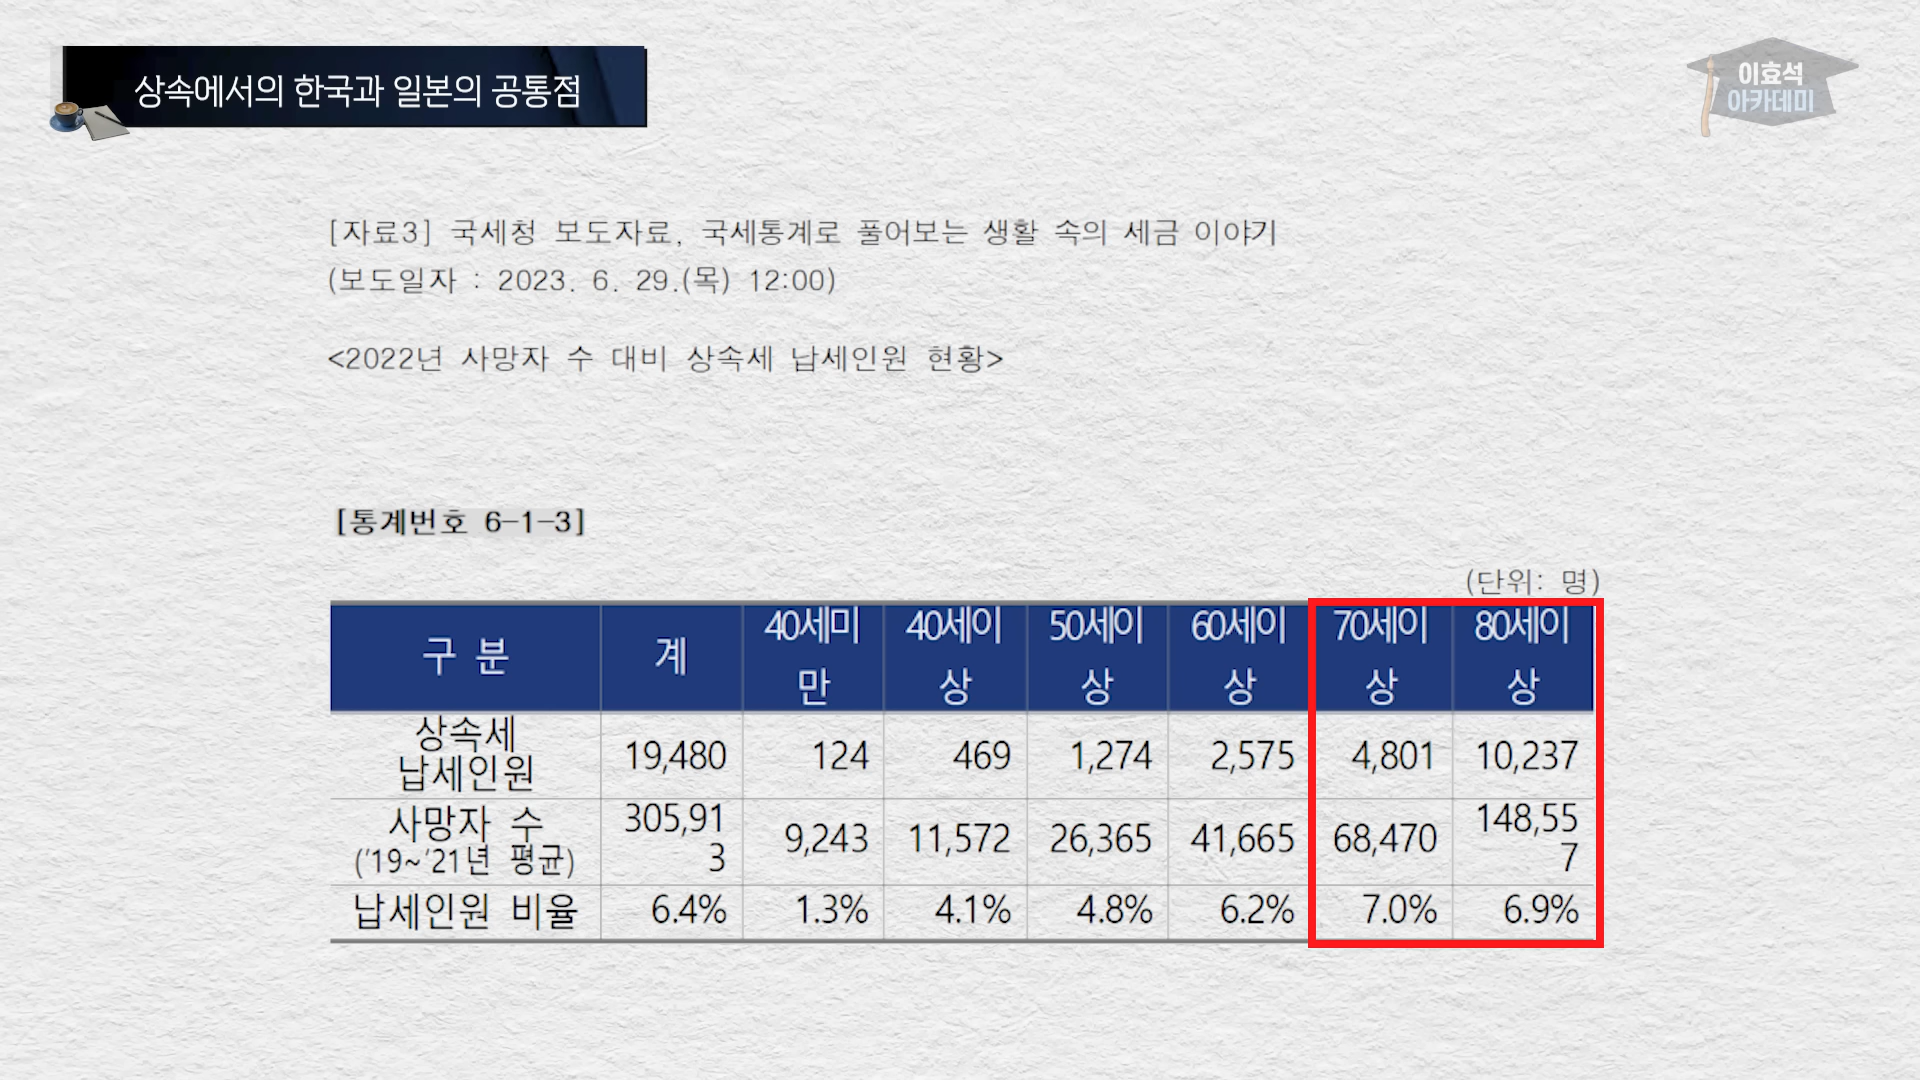 상속에서의 한국과 일본의 공통점
이효석
아카데미
[자료3] 국세청 보도자료, 국세통계로 풀어보는 생활 속의 세금 이야기
(보도일자 : 2023. 6. 29.(목) 12:00)
<2022년 사망자 수 대비 상속세 납세인원 현황>
[통계번호 6-1-3]
(단위: 명)
구 분 계 40세미만 40세이상 50세이상 60세이상 70세이상 80세이상
상속세 납세인원 19,480 124 469 1,274 2,575 4,801 10,237
사망자 수 ('19~'21년 평균) 305,913 9,243 11,572 26,365 41,665 68,470 148,557
납세인원 비율 6.4% 1.3% 4.1% 4.8% 6.2% 7.0% 6.9%